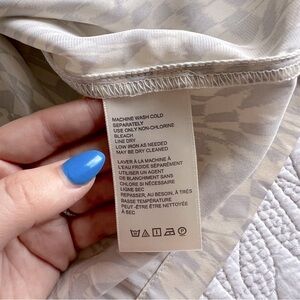 MACHINE WASH COLD
SEPARATELY
USE ONLY NON-CHLORINE
BLEACH
LINE DRY
LOW IRON AS NEEDED
MAY BE DRY CLEANED
LAVER À LA MACHINE À
L'EAU FROIDE SÉPARÉMENT
UTILISER UN AGENT
DE BLANCHIMENT SANS
CHLORE SI NÉCESSAIRE
LIGNE SEC
REPASSER, AU BESOIN, À TRÈS
BASSE TEMPÉRATURE
PEUT-ÊTRE ÊTRE NETTOYÉE
À SEC